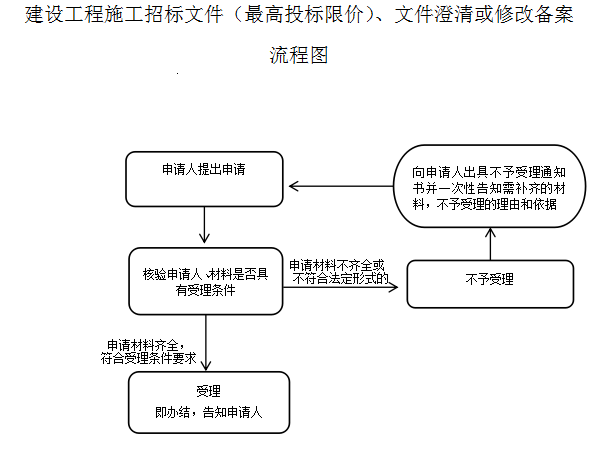 建设工程施工招标文件（最高投标限价）、文件澄清或修改备案
流程图
申请人提出申请
向申请人出具不予受理通知
书并一次性告知需补齐的材
料，不予受理的理由和依据
核验申请人、材料是否具
有受理条件
申请材料不齐全或
不符合法定形式的
不予受理
申请材料齐全，
符合受理条件要求
受理
即办结，告知申请人